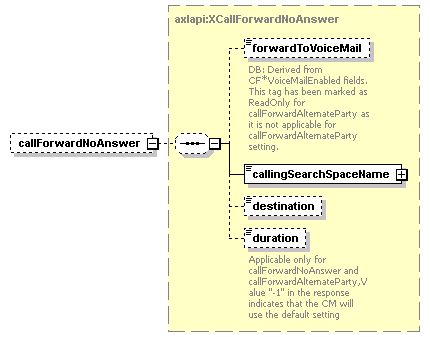 axlapi:XCallForwardNoAnswer
forwardToVoiceMail
DB: Derived from
CF*VoiceMailEnabled fields.
This tag has been marked as
ReadOnly for
callForwardAlternateParty as
it is not applicable for
callForwardAlternateParty
setting.
callForwardNoAnswer
callingSearchSpaceName
destination
duration
Applicable only for
callForwardNoAnswer and
callForwardAlternateParty,V
alue "-1" in the response
indicates that the CM will
use the default setting